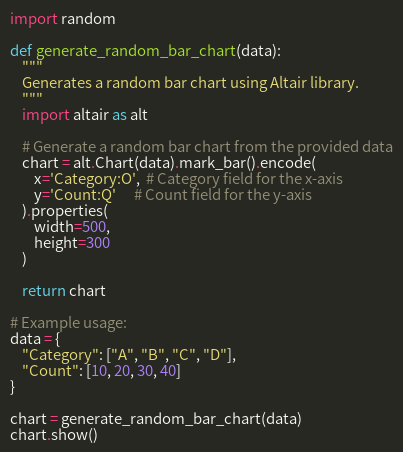 import random

def generate_random_bar_chart(data):
    """
    Generates a random bar chart using Altair library.
    """
    import altair as alt

    # Generate a random bar chart from the provided data
    chart = alt.Chart(data).mark_bar().encode(
        x='Category:O',  # Category field for the x-axis
        y='Count:Q'     # Count field for the y-axis
    ).properties(
        width=500,
        height=300
    )

    return chart

# Example usage:
data = {
    "Category": ["A", "B", "C", "D"],
    "Count": [10, 20, 30, 40]
}

chart = generate_random_bar_chart(data)
chart.show()